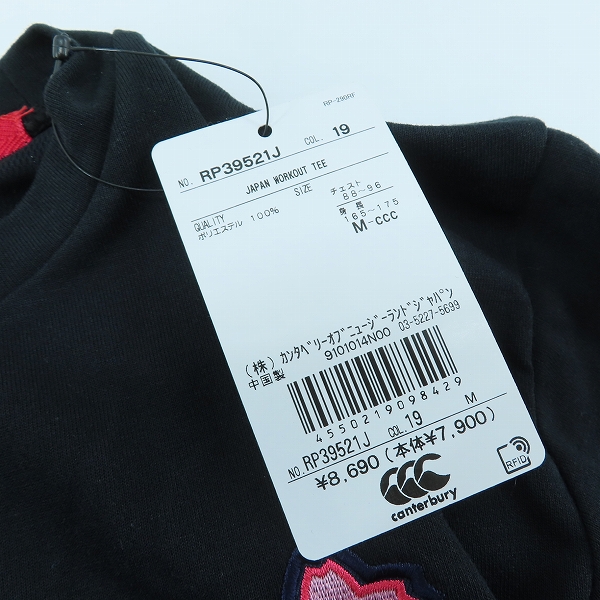 RP-290RF
NO. RP39521J COL. 19
JAPAN WORKOUT TEE
QUALITY SIZE
ポリエステル 100% チェスト
88~96
身 長
165~175
M-ccc
(株)カンタベリーオブニュージーランドジャパン
9101014N00 03-5227-5699
中国製
4550219098429
NO.RP39521J COL.19 M
¥8,690(本体¥7,900)
canterbury
RFID